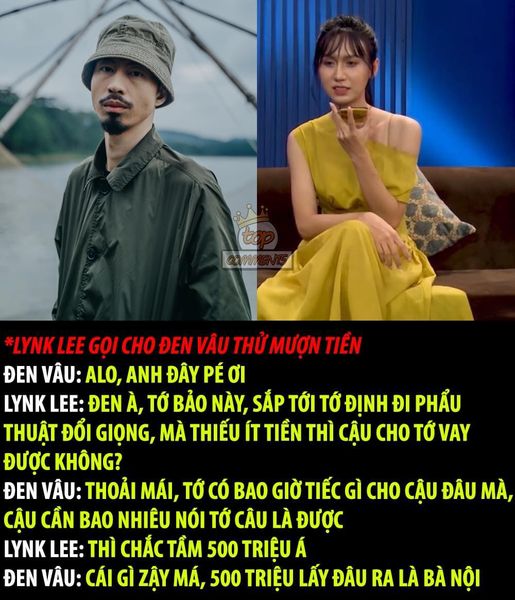 top
COMMENTS
*LYNK LEE GỌI CHO ĐEN VÂU THỬ MƯỢN TIỀN
ĐEN VÂU: ALO, ANH ĐÂY PÉ ƠI
LYNK LEE: ĐEN À, TỚ BẢO NÀY, SẮP TỚI TỚ ĐỊNH ĐI PHẨU
THUẬT ĐỔI GIỌNG, MÀ THIẾU ÍT TIỀN THÌ CẬU CHO TỚ VAY
ĐƯỢC KHÔNG?
ĐEN VÂU: THOẢI MÁI, TỚ CÓ BAO GIỜ TIẾC GÌ CHO CẬU ĐÂU MÀ,
CẬU CẦN BAO NHIÊU NÓI TỚ CÂU LÀ ĐƯỢC
LYNK LEE: THÌ CHẮC TẦM 500 TRIỆU Á
ĐEN VÂU: CÁI GÌ ZẬY MÁ, 500 TRIỆU LẤY ĐÂU RA LÀ BÀ NỘI